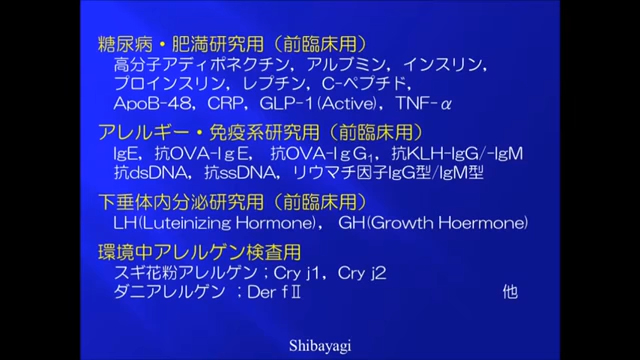 糖尿病・肥満研究用（前臨床用）
高分子アディポネクチン，アルブミン，インスリン，
プロインスリン，レプチン，C-ペプチド，
ApoB-48，CRP，GLP-1(Active)，TNF-α
アレルギー・免疫系研究用（前臨床用）
IgE，抗OVA-ＩgＥ，　抗OVA-ＩgＧ₁，抗KLH-IgG/-IgM
抗dsDNA，抗ssDNA，リウマチ因子IgG型/IgM型
下垂体内分泌研究用（前臨床用）
LH(Luteinizing Hormone)，　GH(Growth Hoermone)
環境中アレルゲン検査用
スギ花粉アレルゲン；Cry j1，Cry j2
ダニアレルゲン ；Der fⅡ　　　　　　他
Shibayagi